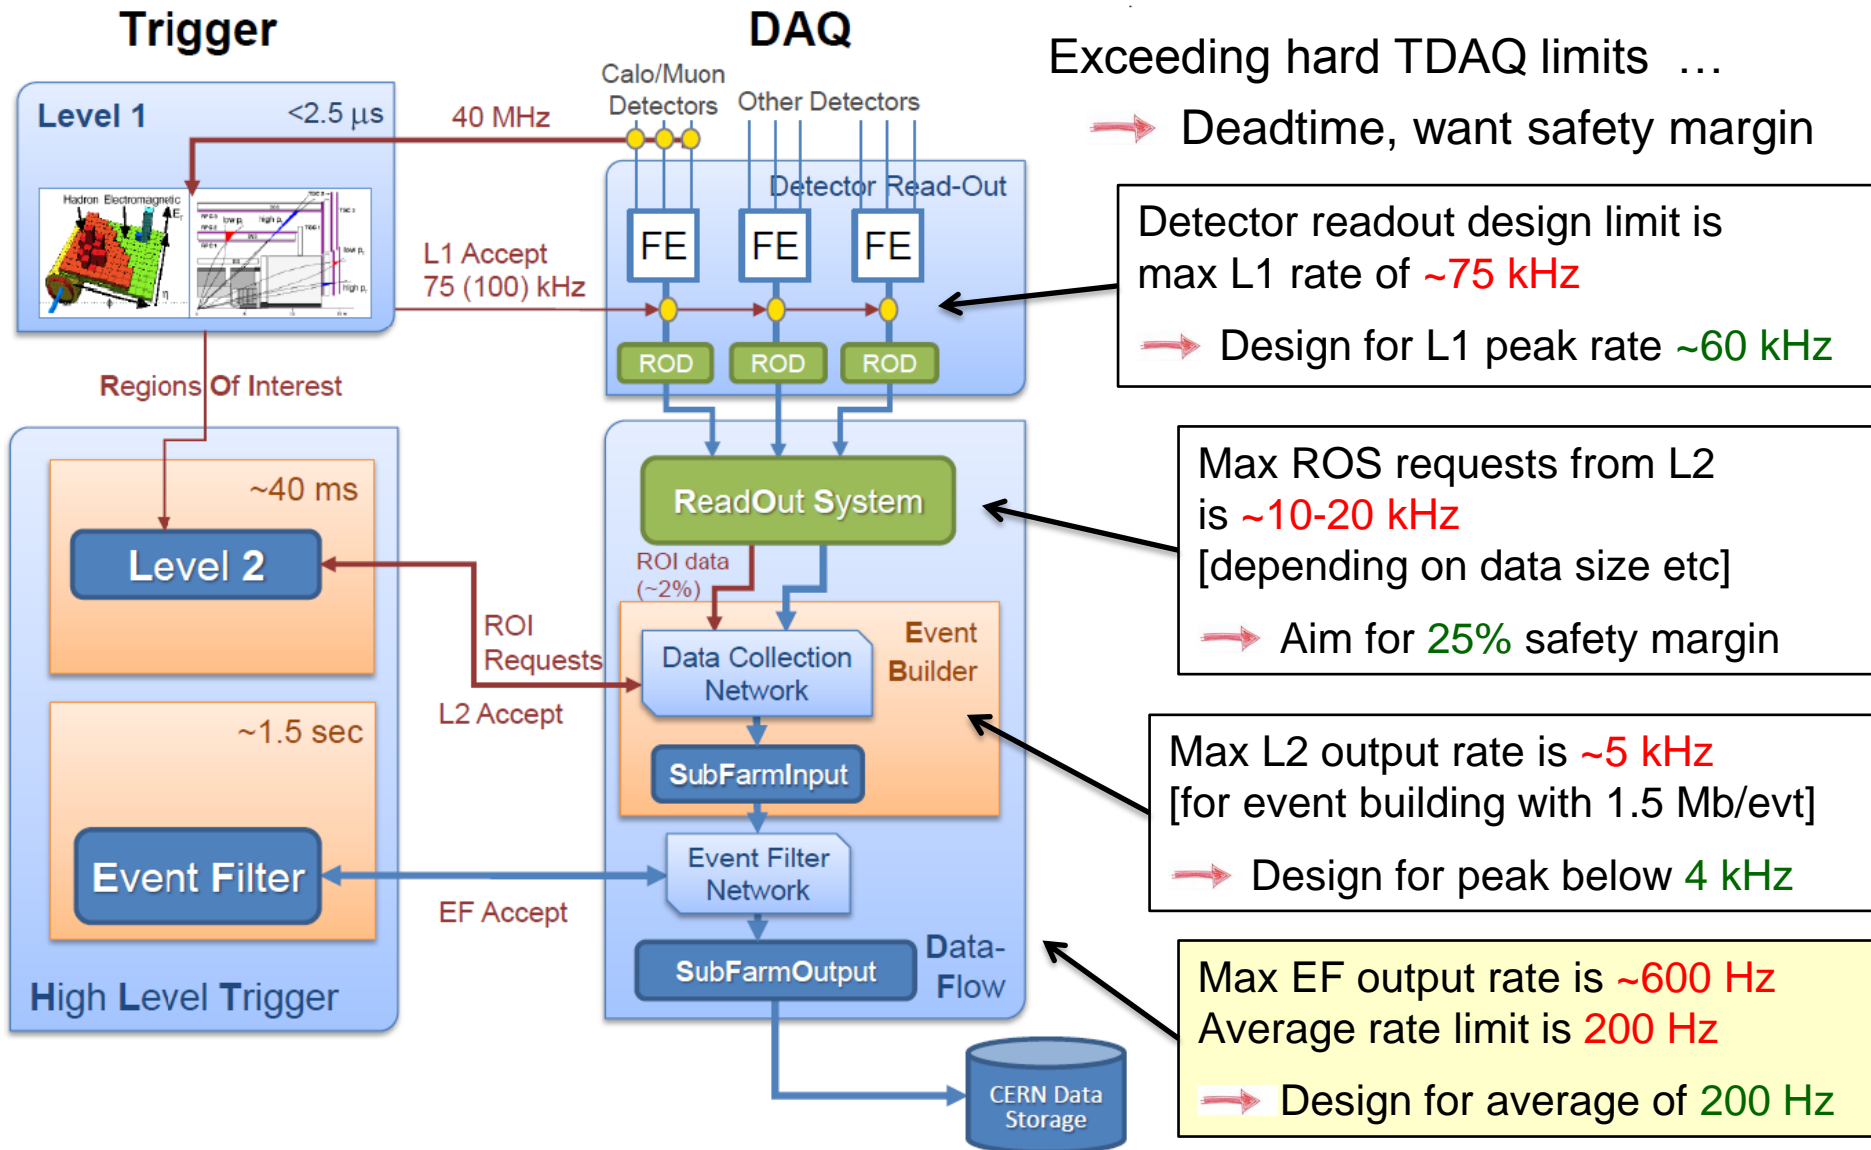 Trigger
DAQ
Exceeding hard TDAQ limits …
Deadtime, want safety margin
Level 1
<2.5 μs
40 MHz
Calo/Muon
Detectors
Other Detectors
Detector Read-Out
Hadron Electromagnetic
low p
high p
FE
FE
FE
L1 Accept
75 (100) kHz
ROD
ROD
ROD
Regions Of Interest
Detector readout design limit is
max L1 rate of ~75 kHz
Design for L1 peak rate ~60 kHz
~40 ms
Level 2
ReadOut System
ROI data
(~2%)
ROI
Requests
L2 Accept
Data Collection
Network
Event
Builder
SubFarmInput
Max ROS requests from L2
is ~10-20 kHz
[depending on data size etc]
Aim for 25% safety margin
~1.5 sec
Event Filter
EF Accept
Event Filter
Network
SubFarmOutput
Data-
Flow
High Level Trigger
Max L2 output rate is ~5 kHz
[for event building with 1.5 Mb/evt]
Design for peak below 4 kHz
Max EF output rate is ~600 Hz
Average rate limit is 200 Hz
Design for average of 200 Hz
CERN Data
Storage